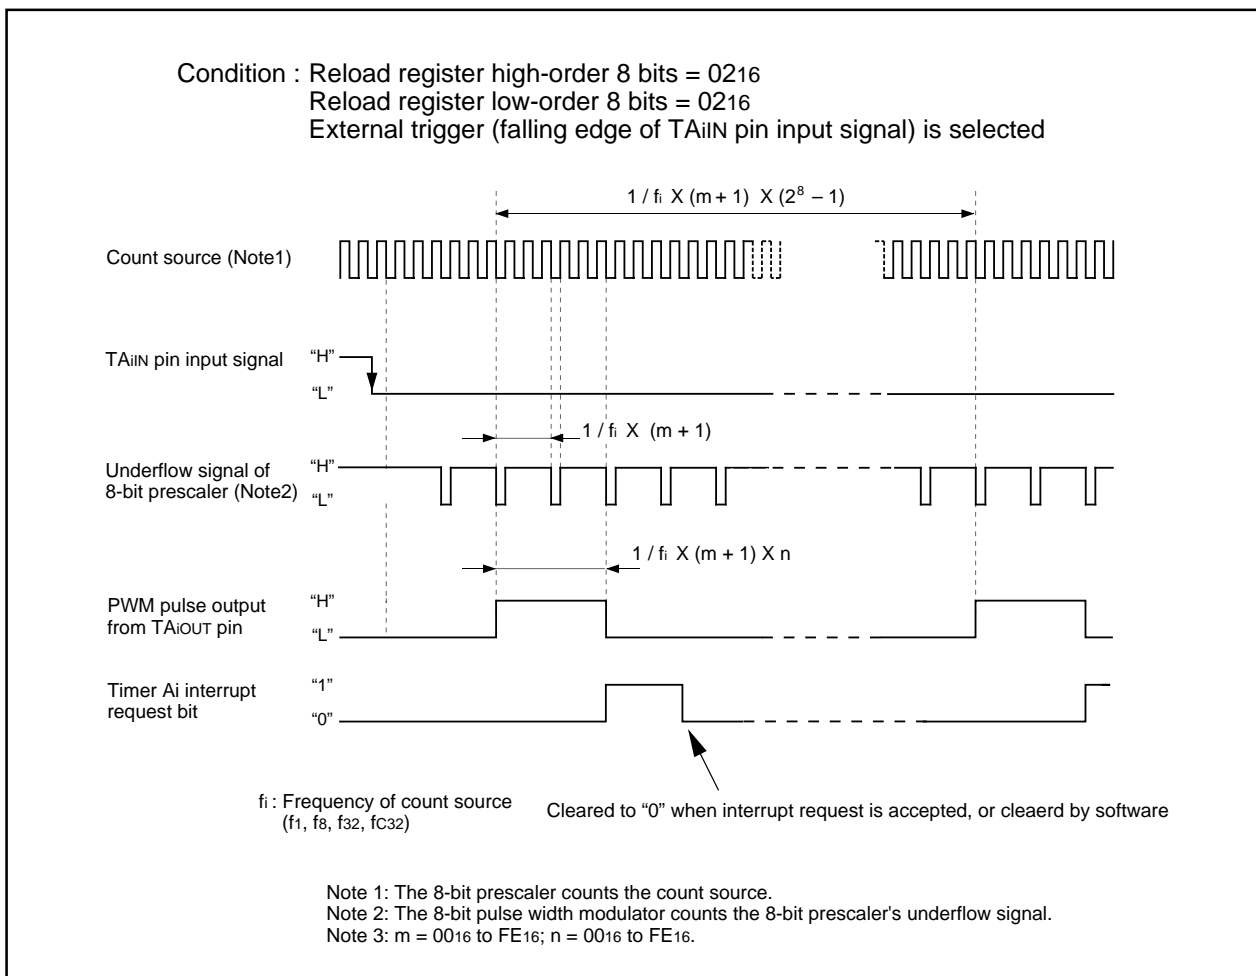 Condition : Reload register high-order 8 bits = 0216
Reload register low-order 8 bits = 0216
External trigger (falling edge of TAiIN pin input signal) is selected
1 / fi X (m + 1) X (2⁸ – 1)
Count source (Note1)
TAiIN pin input signal
“H”
“L”
1 / fi X (m + 1)
Underflow signal of
8-bit prescaler (Note2)
“H”
“L”
1 / fi X (m + 1) X n
PWM pulse output
from TAiOUT pin
“H”
“L”
Timer Ai interrupt
request bit
“1”
“0”
fi : Frequency of count source
(f1, f8, f32, fC32)
Cleared to “0” when interrupt request is accepted, or cleaerd by software
Note 1: The 8-bit prescaler counts the count source.
Note 2: The 8-bit pulse width modulator counts the 8-bit prescaler's underflow signal.
Note 3: m = 0016 to FE16; n = 0016 to FE16.